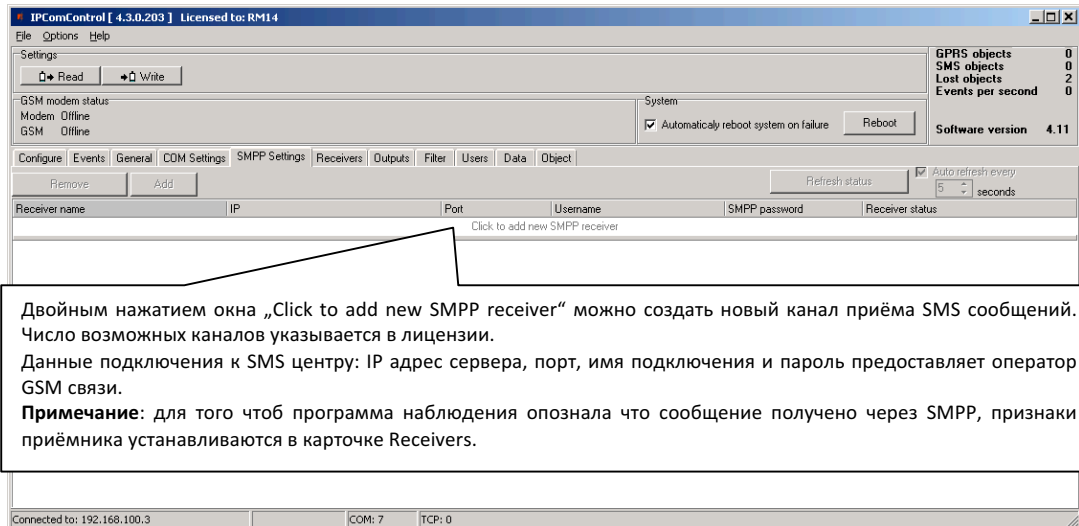 IPComControl [ 4.3.0.203 ] Licensed to: RM14
File Options Help
Settings
Read Write
GPRS objects 0
SMS objects 0
Lost objects 2
Events per second 0
GSM modem status
Modem Offline
GSM Offline
System
Automaticaly reboot system on failure Reboot
Software version 4.11
Configure Events General COM Settings SMPP Settings Receivers Outputs Filter Users Data Object
Remove Add Refresh status Auto refresh every
5 seconds
Receiver name IP Port Username SMPP password Receiver status
Click to add new SMPP receiver
Двойным нажатием окна „Click to add new SMPP receiver“ можно создать новый канал приёма SMS сообщений.
Число возможных каналов указывается в лицензии.
Данные подключения к SMS центру: IP адрес сервера, порт, имя подключения и пароль предоставляет оператор
GSM связи.
Примечание: для того чтоб программа наблюдения опознала что сообщение получено через SMPP, признаки
приёмника устанавливаются в карточке Receivers.
Connected to: 192.168.100.3 COM: 7 TCP: 0